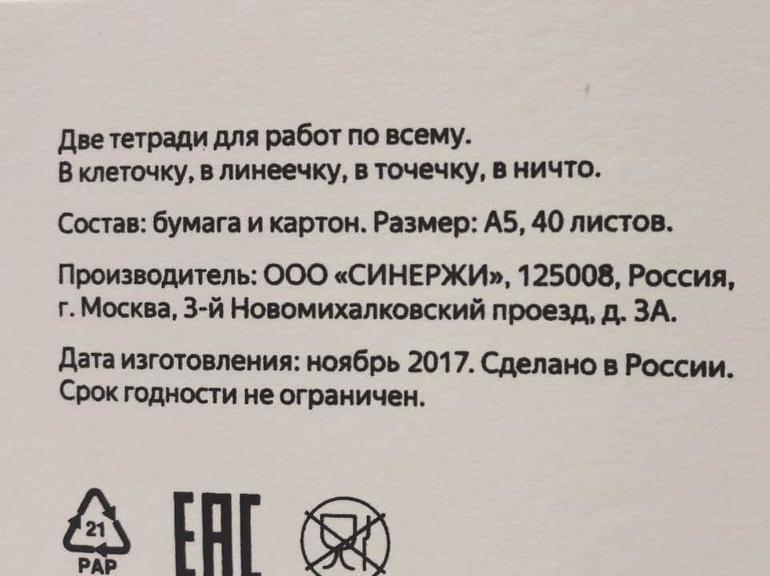 Две тетради для работ по всему.
В клеточку, в линеечку, в точечку, в ничто.
Состав: бумага и картон. Размер: А5, 40 листов.
Производитель: ООО «СИНЕРЖИ», 125008, Россия,
г. Москва, 3-й Новомихалковский проезд, д. 3А.
Дата изготовления: ноябрь 2017. Сделано в России.
Срок годности не ограничен.
21
PAP
EAC